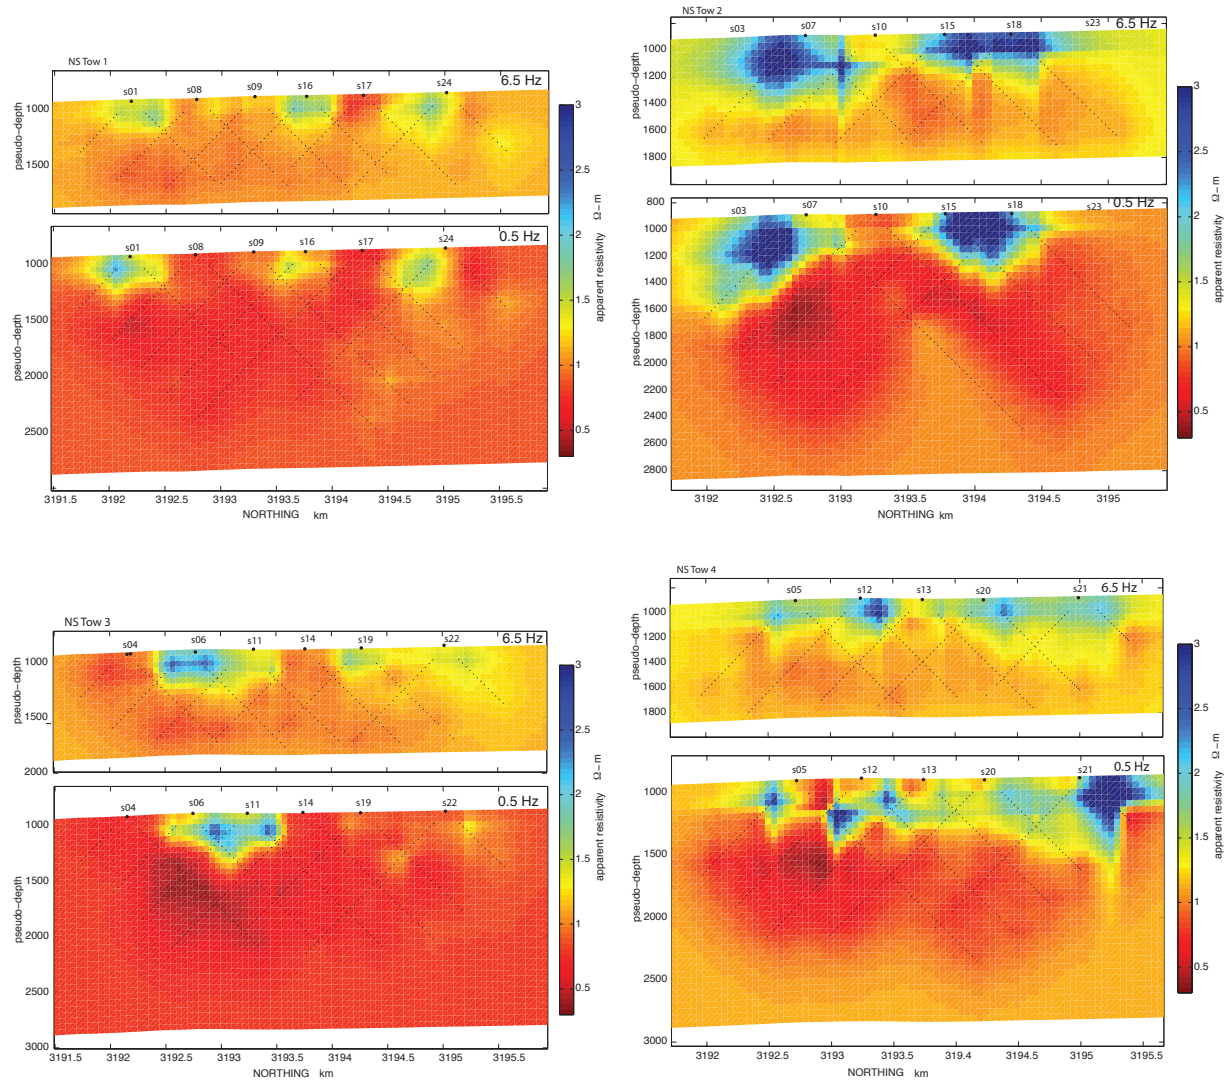 NS Tow 1
6.5 Hz
s01 s08 s09 s16 s17 s24
pseudo-depth
1000
1500
0.5 Hz
s01 s08 s09 s16 s17 s24
pseudo-depth
1000
1500
2000
2500
3191.5 3192 3192.5 3193 3193.5 3194 3194.5 3195 3195.5
NORTHING km
3
2.5
2
1.5
1
0.5
apparent resistivity Ω-m
NS Tow 2
6.5 Hz
s03 s07 s10 s15 s18 s23
pseudo-depth
1000
1200
1400
1600
1800
0.5 Hz
s03 s07 s10 s15 s18 s23
pseudo-depth
800
1000
1200
1400
1600
1800
2000
2200
2400
2600
2800
3192 3192.5 3193 3193.5 3194 3194.5 3195
NORTHING km
3
2.5
2
1.5
1
0.5
apparent resistivity Ω-m
NS Tow 3
6.5 Hz
s04 s06 s11 s14 s19 s22
pseudo-depth
1000
1500
2000
0.5 Hz
s04 s06 s11 s14 s19 s22
pseudo-depth
1000
1500
2000
2500
3000
3191.5 3192 3192.5 3193 3193.5 3194 3194.5 3195 3195.5
NORTHING km
3
2.5
2
1.5
1
0.5
apparent resistivity Ω-m
NS Tow 4
6.5 Hz
s05 s12 s13 s20 s21
pseudo-depth
1000
1200
1400
1600
1800
0.5 Hz
s05 s12 s13 s20 s21
pseudo-depth
1000
1500
2000
2500
3000
3192 3192.5 3193 3193.5 319.4 3194.5 3195 3195.5
NORTHING km
3
2.5
2
1.5
1
0.5
apparent resistivity Ω-m